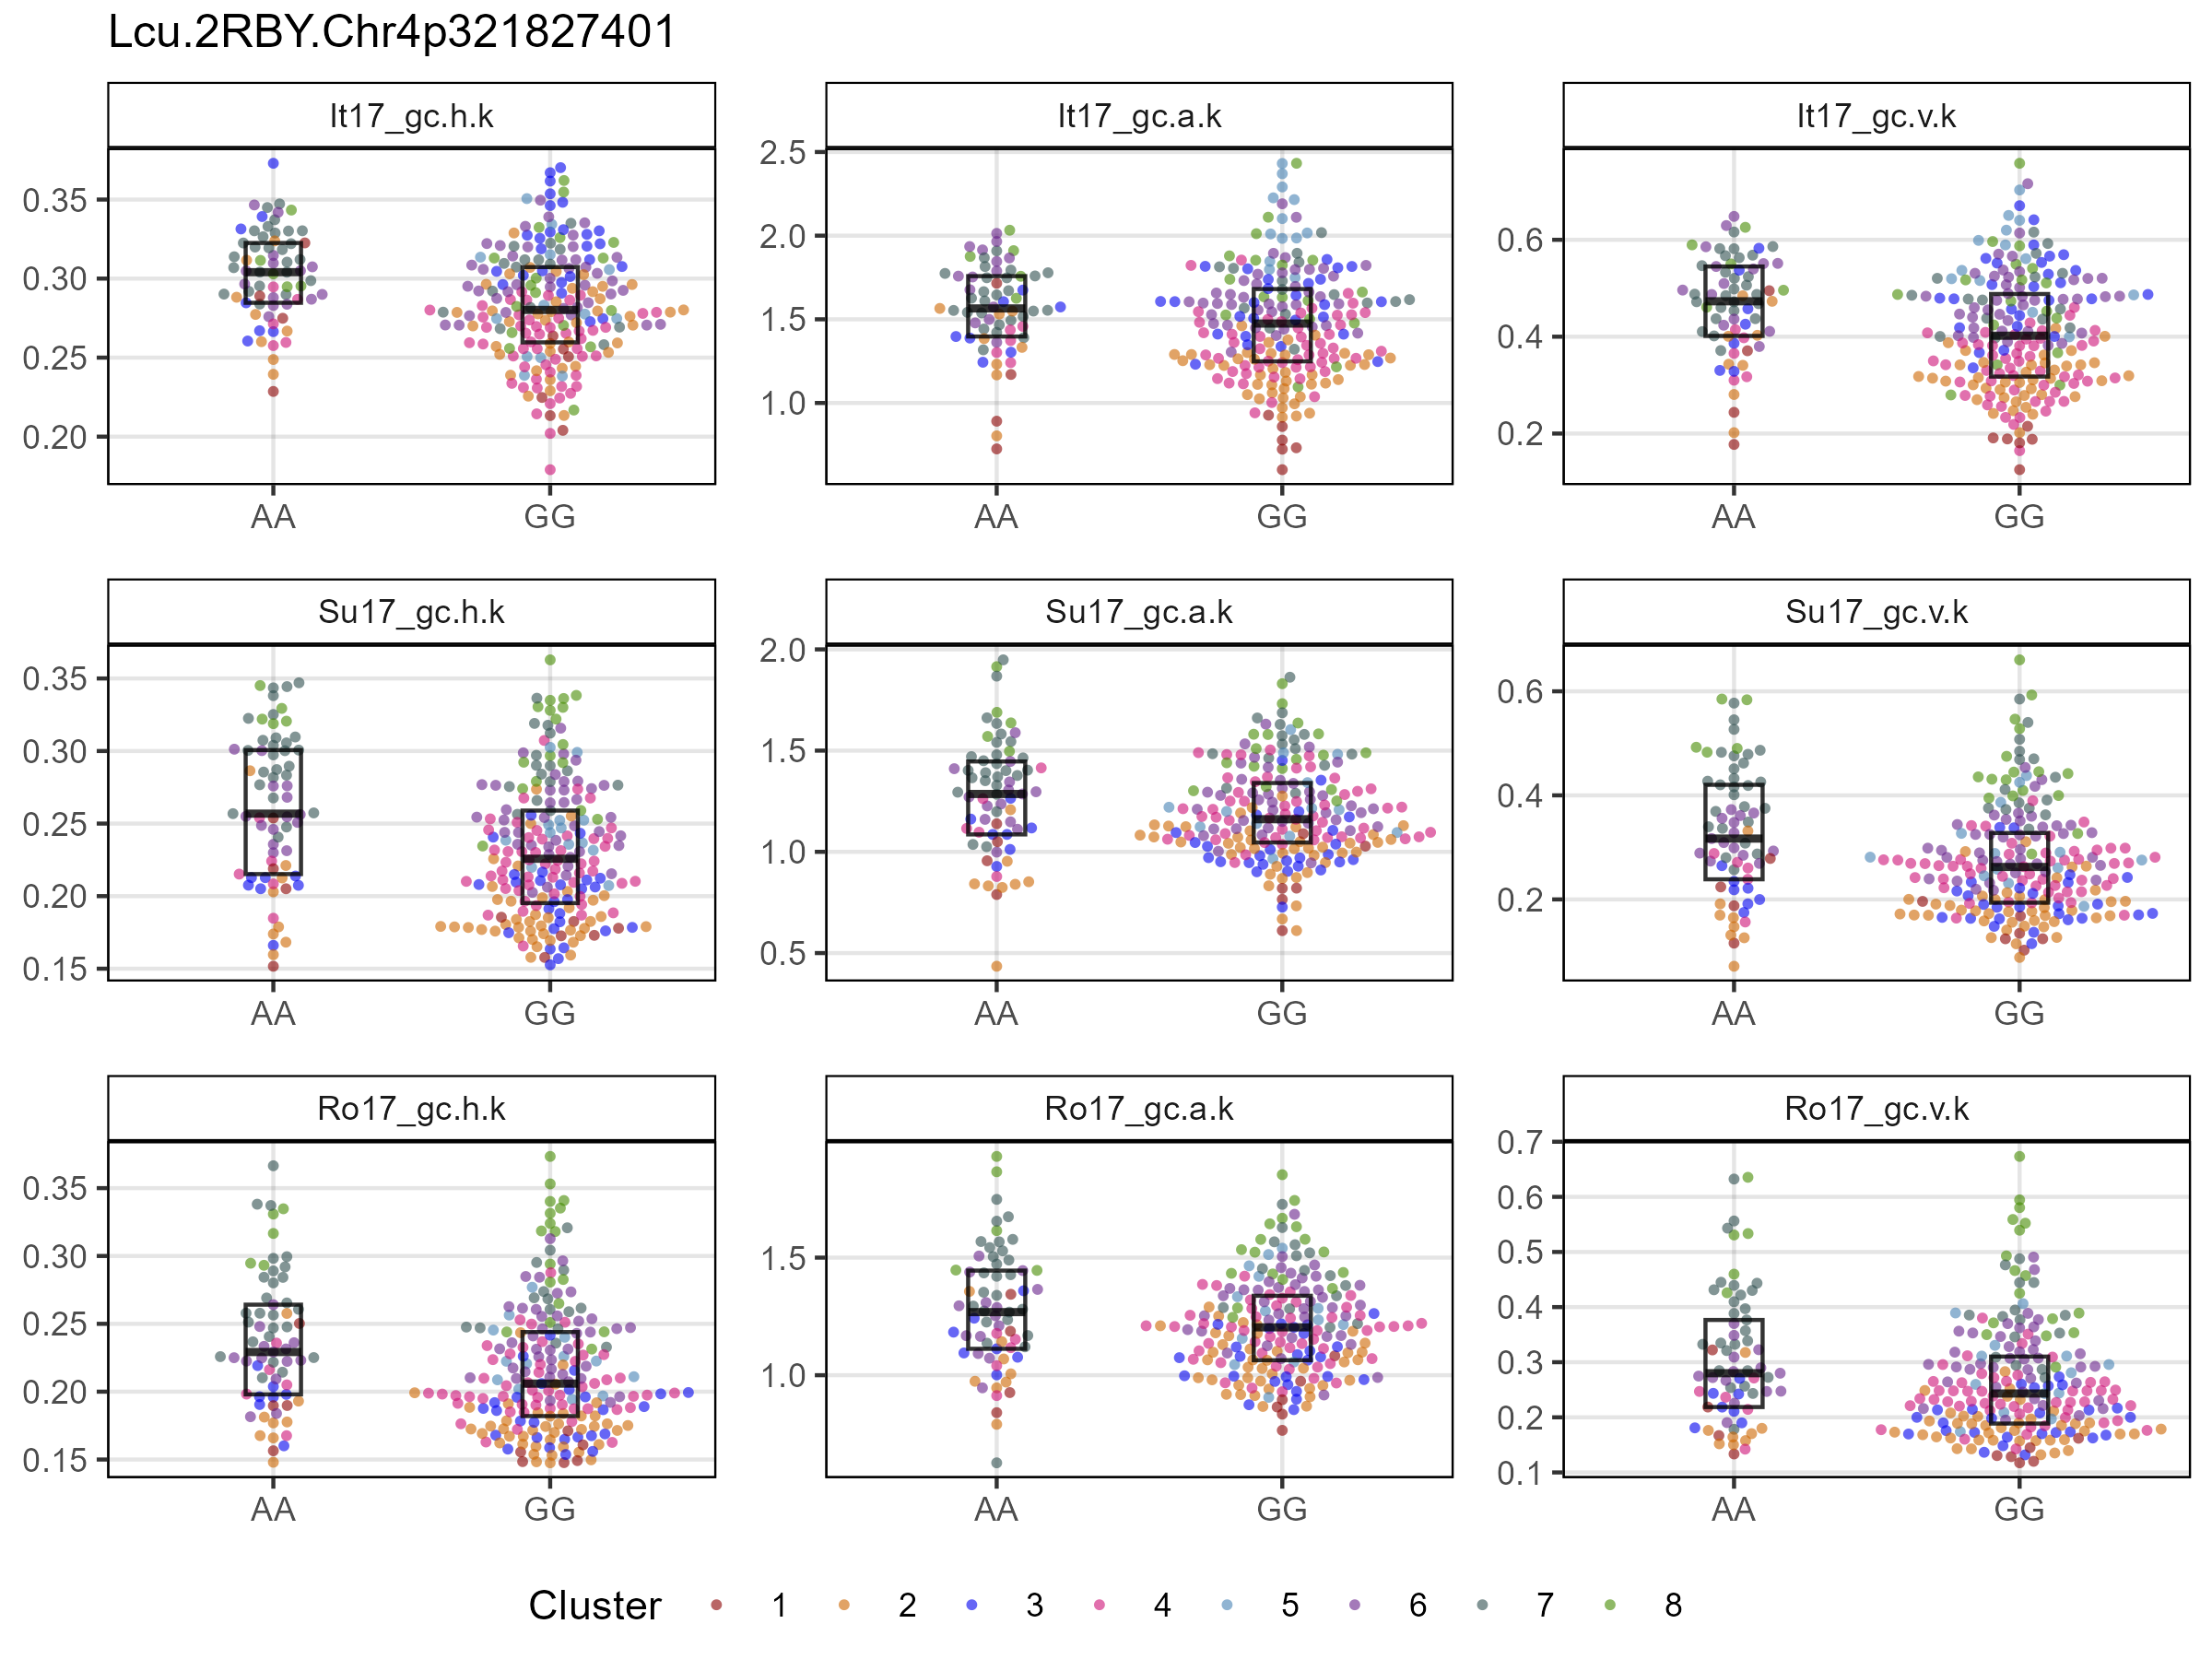 Lcu.2RBY.Chr4p321827401
It17_gc.h.k
It17_gc.a.k
It17_gc.v.k
0.35
0.30
0.25
0.20
2.5
2.0
1.5
1.0
0.6
0.4
0.2
AA
GG
AA
GG
AA
GG
Su17_gc.h.k
Su17_gc.a.k
Su17_gc.v.k
0.35
0.30
0.25
0.20
0.15
2.0
1.5
1.0
0.5
0.6
0.4
0.2
AA
GG
AA
GG
AA
GG
Ro17_gc.h.k
Ro17_gc.a.k
Ro17_gc.v.k
0.35
0.30
0.25
0.20
0.15
1.5
1.0
0.7
0.6
0.5
0.4
0.3
0.2
0.1
AA
GG
AA
GG
AA
GG
Cluster 1 2 3 4 5 6 7 8